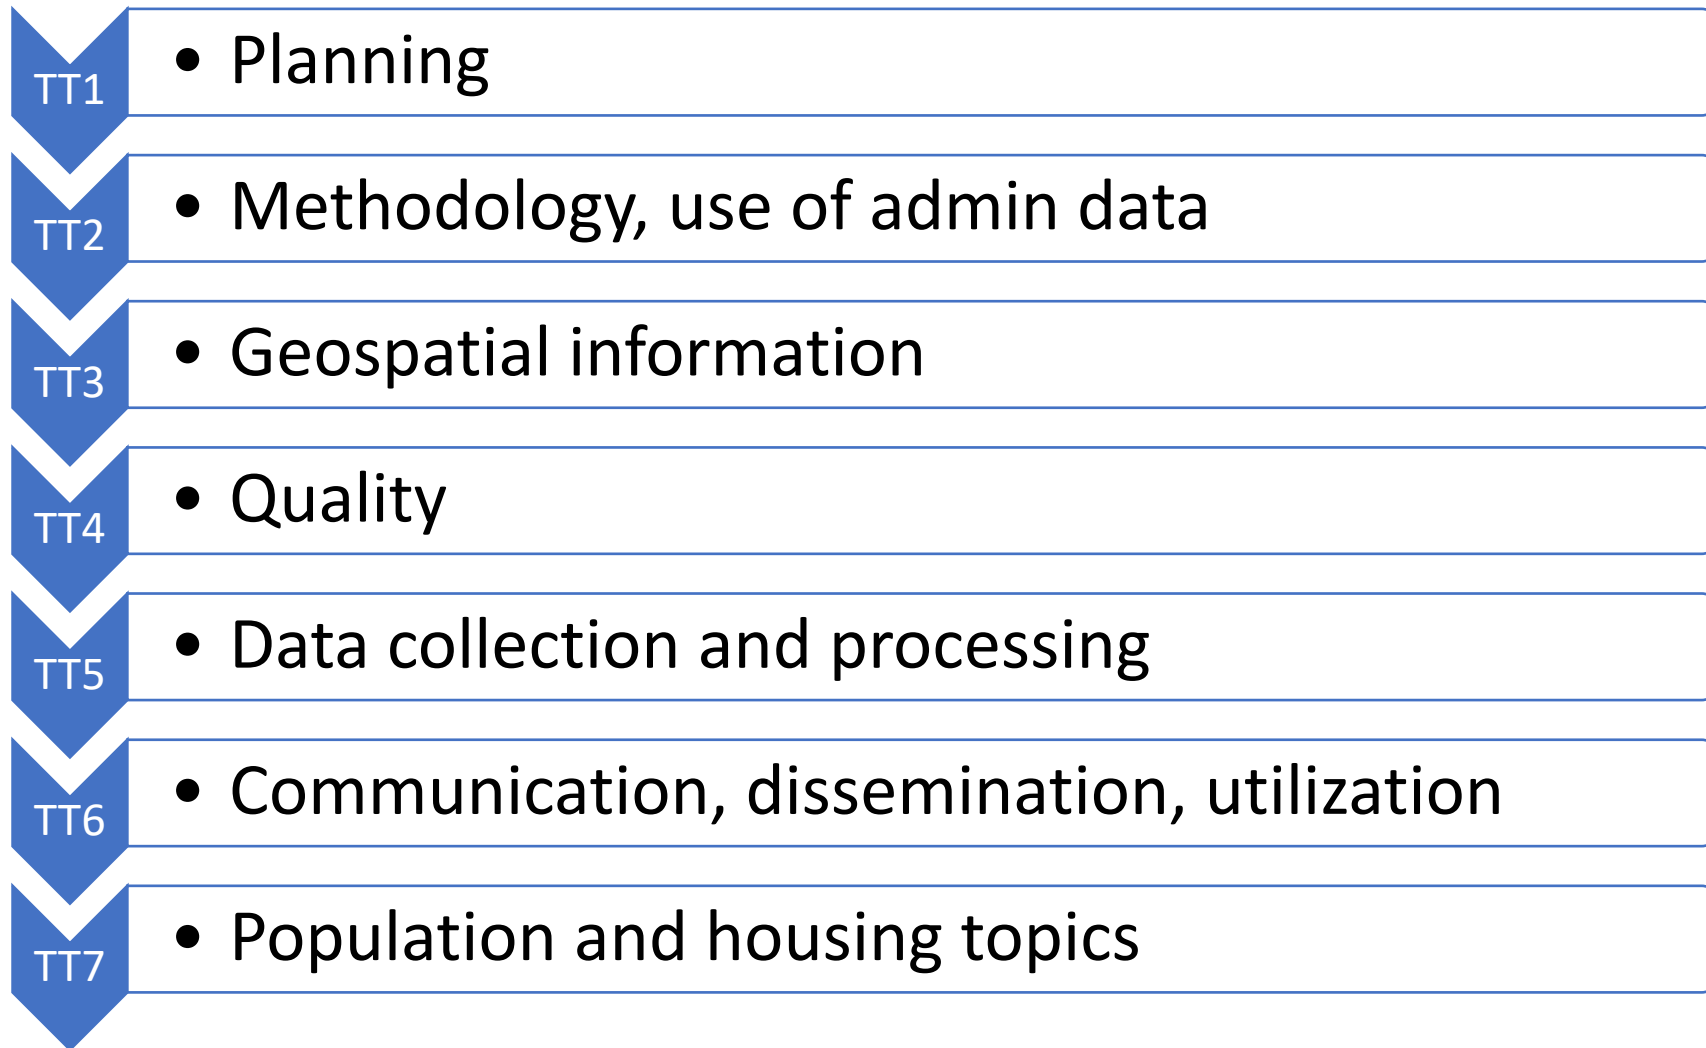 TT1
• Planning
TT2
• Methodology, use of admin data
TT3
• Geospatial information
TT4
• Quality
TT5
• Data collection and processing
TT6
• Communication, dissemination, utilization
TT7
• Population and housing topics